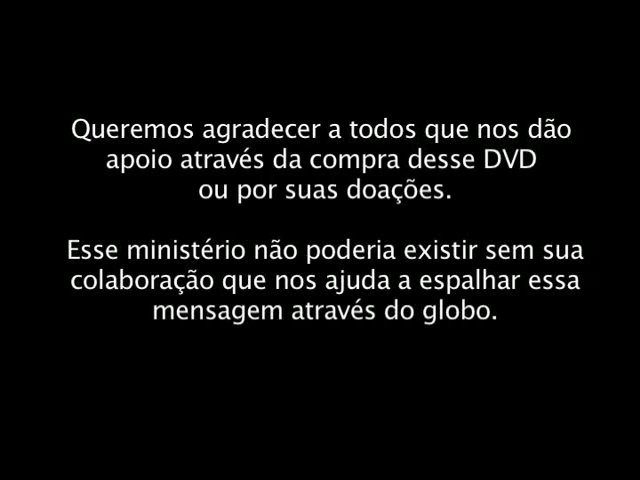 Queremos agradecer a todos que nos dão
apoio através da compra desse DVD
ou por suas doações.
Esse ministério não poderia existir sem sua
colaboração que nos ajuda a espalhar essa
mensagem através do globo.